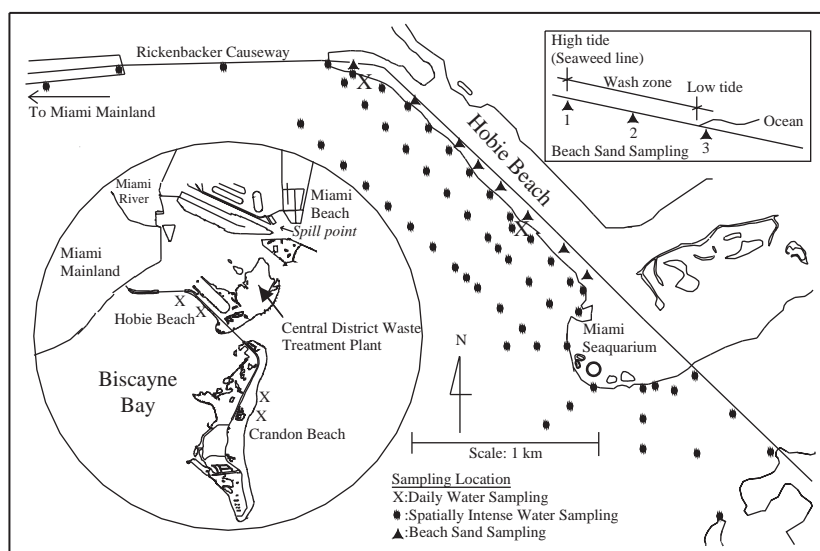 Rickenbacker Causeway
To Miami Mainland
X
High tide
(Seaweed line)
Wash zone
Low tide
Ocean
1
2
3
Beach Sand Sampling
Hobie Beach
X
Miami
River
Miami
Beach
Spill point
Miami
Mainland
X
X
Hobie Beach
Central District Waste
Treatment Plant
Biscayne
Bay
X
X
Crandon Beach
Miami
Seaquarium
N
Scale: 1 km
Sampling Location
X:Daily Water Sampling
:Spatially Intense Water Sampling
:Beach Sand Sampling